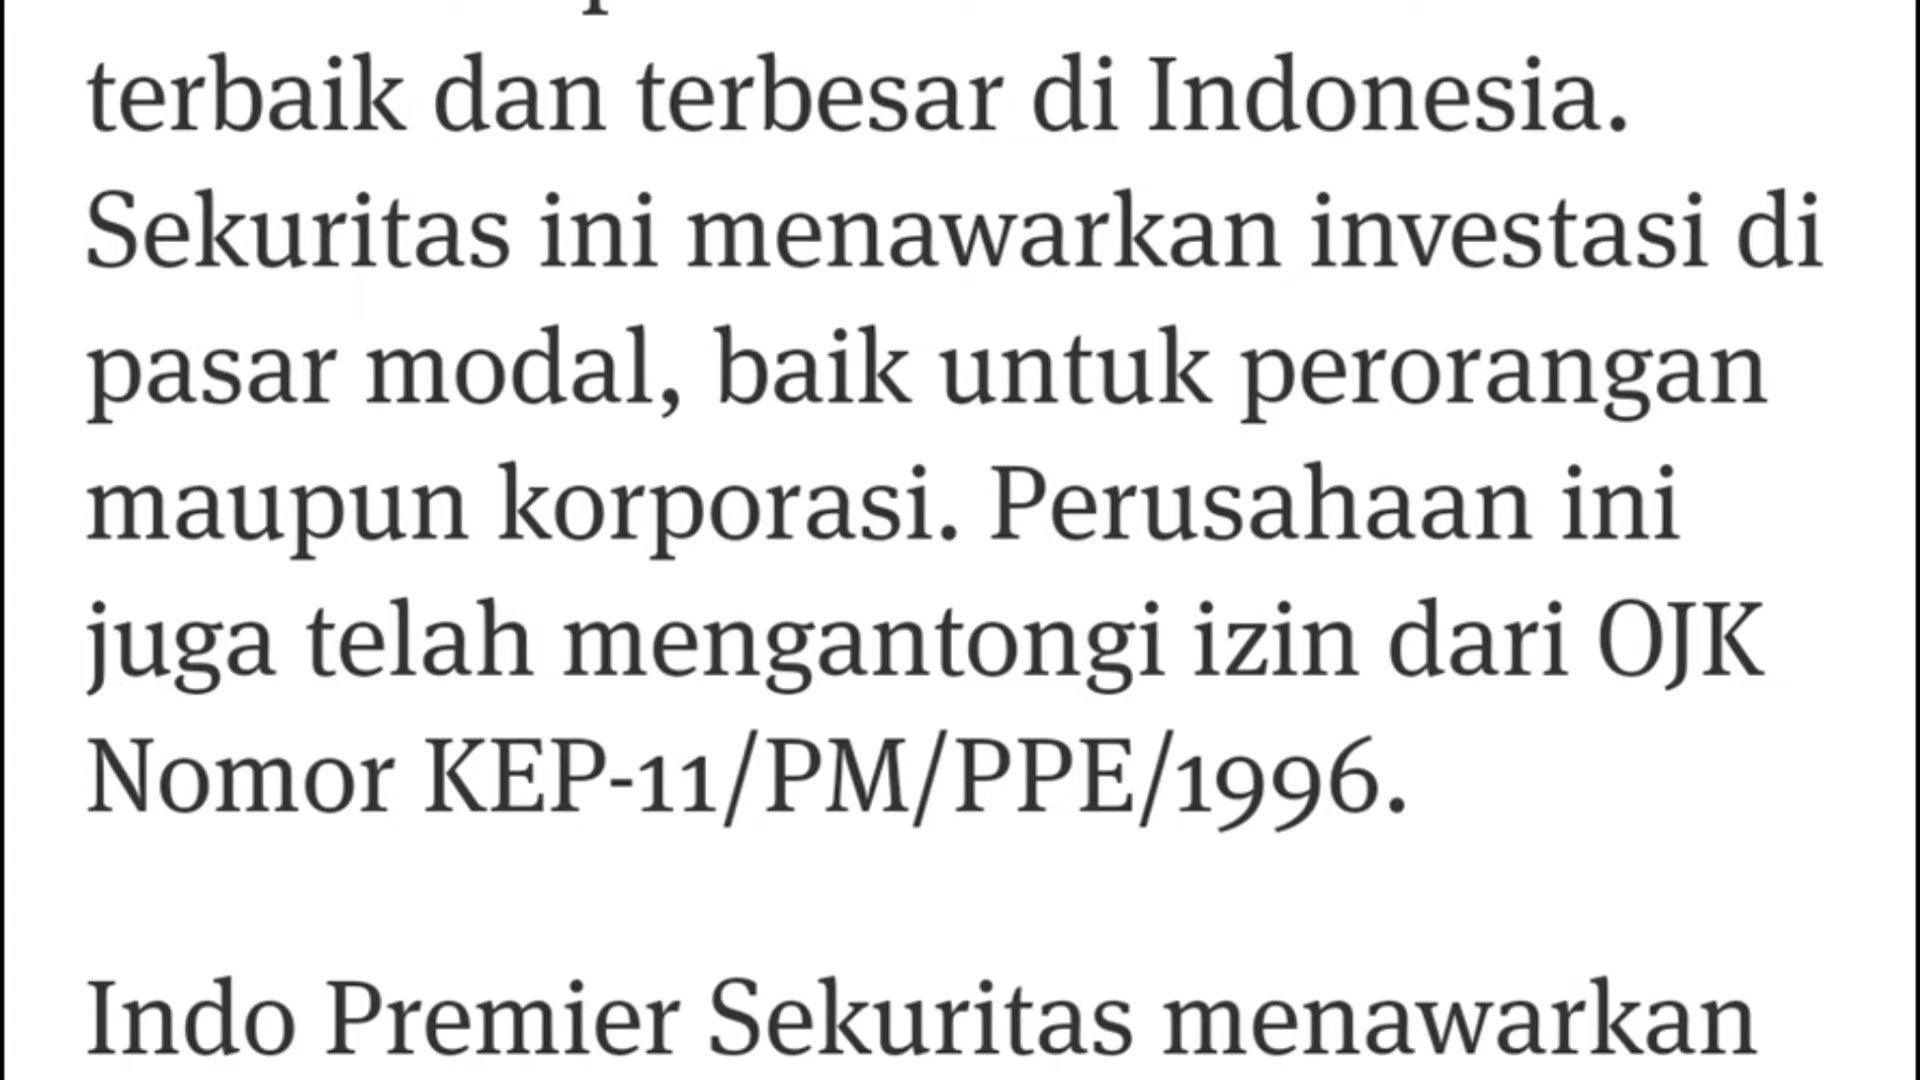 terbaik dan terbesar di Indonesia.
Sekuritas ini menawarkan investasi di
pasar modal, baik untuk perorangan
maupun korporasi. Perusahaan ini
juga telah mengantongi izin dari OJK
Nomor KEP-11/PM/PPE/1996.
Indo Premier Sekuritas menawarkan